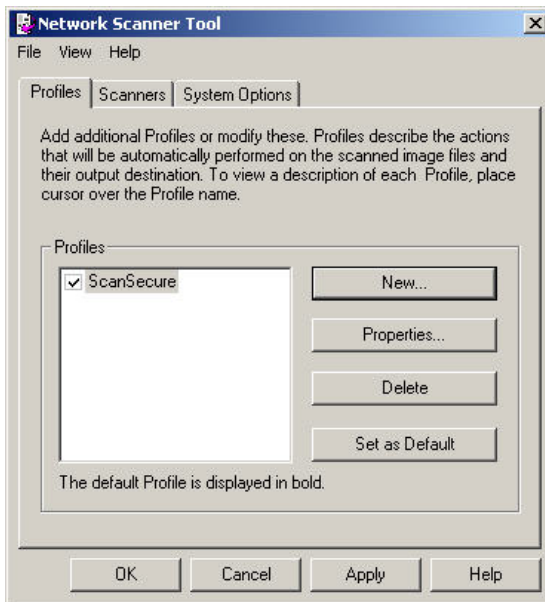 Network Scanner Tool
File View Help
Profiles Scanners System Options
Add additional Profiles or modify these. Profiles describe the actions
that will be automatically performed on the scanned image files and
their output destination. To view a description of each Profile, place
cursor over the Profile name.
Profiles
ScanSecure
New...
Properties...
Delete
Set as Default
The default Profile is displayed in bold.
OK Cancel Apply Help